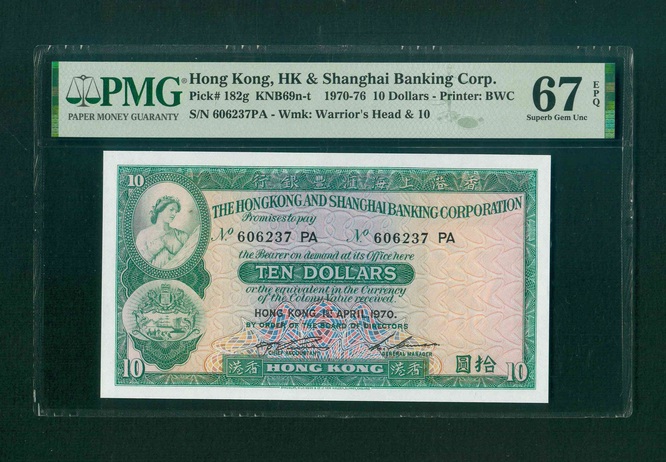 PMG
PAPER MONEY GUARANTY
Hong Kong, HK & Shanghai Banking Corp.
Pick# 182g KNB69n-t 1970-76 10 Dollars - Printer: BWC
S/N 606237PA - Wmk: Warrior's Head & 10
67 EPQ
Superb Gem Unc
10
行銀豐滙海上港香
THE HONGKONG AND SHANGHAI BANKING CORPORATION
Promises to pay
No 606237 PA No 606237 PA
the Bearer on demand at its Office here
TEN DOLLARS
or the equivalent in the Currency
of the Colony Value received
HONG KONG, 1ST APRIL 1970.
BY ORDER OF THE BOARD OF DIRECTORS
CHIEF ACCOUNTANT GENERAL MANAGER
10 港香 HONG KONG 港香 圓拾 10